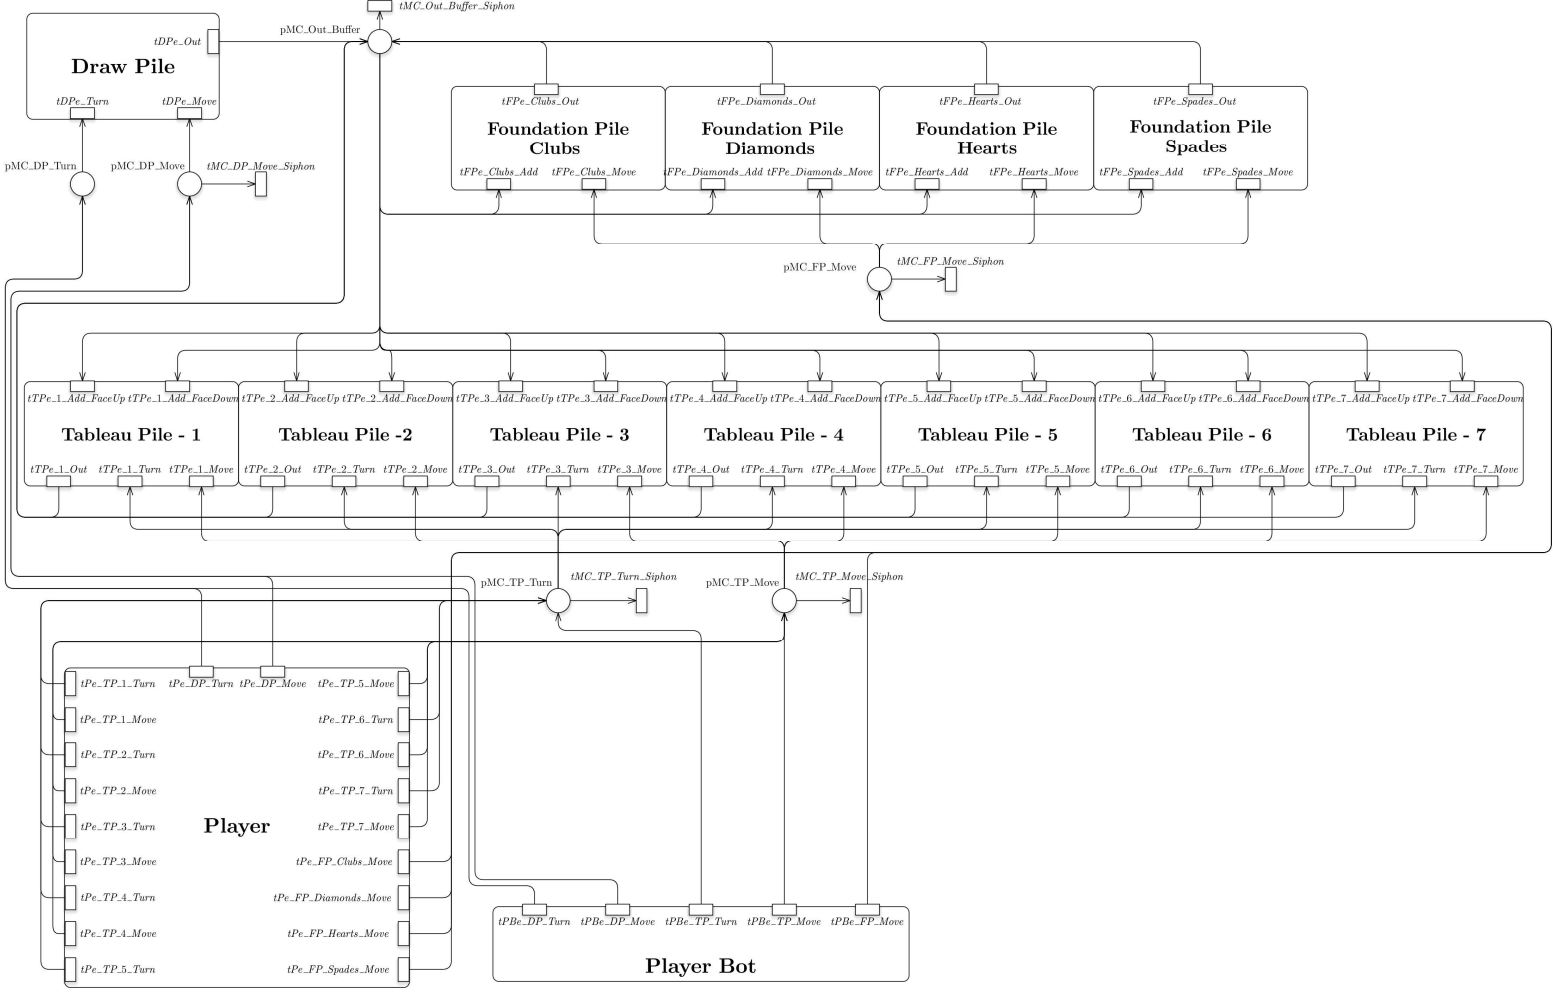 tMC_Out_Buffer_Siphon
pMC_Out_Buffer
tDPe_Out
Draw Pile
tDPe_Turn
tDPe_Move
tFPe_Clubs_Out
tFPe_Diamonds_Out
tFPe_Hearts_Out
tFPe_Spades_Out
Foundation Pile
Clubs
Foundation Pile
Diamonds
Foundation Pile
Hearts
Foundation Pile
Spades
pMC_DP_Turn
pMC_DP_Move
tMC_DP_Move_Siphon
tFPe_Clubs_Add
tFPe_Clubs_Move
tFPe_Diamonds_Add
tFPe_Diamonds_Move
tFPe_Hearts_Add
tFPe_Hearts_Move
tFPe_Spades_Add
tFPe_Spades_Move
pMC_FP_Move
tMC_FP_Move_Siphon
tTPe_1_Add_FaceUp
tTPe_1_Add_FaceDown
tTPe_2_Add_FaceUp
tTPe_2_Add_FaceDown
tTPe_3_Add_FaceUp
tTPe_3_Add_FaceDown
tTPe_4_Add_FaceUp
tTPe_4_Add_FaceDown
tTPe_5_Add_FaceUp
tTPe_5_Add_FaceDown
tTPe_6_Add_FaceUp
tTPe_6_Add_FaceDown
tTPe_7_Add_FaceUp
tTPe_7_Add_FaceDown
Tableau Pile - 1
Tableau Pile -2
Tableau Pile - 3
Tableau Pile - 4
Tableau Pile - 5
Tableau Pile - 6
Tableau Pile - 7
tTPe_1_Out
tTPe_1_Turn
tTPe_1_Move
tTPe_2_Out
tTPe_2_Turn
tTPe_2_Move
tTPe_3_Out
tTPe_3_Turn
tTPe_3_Move
tTPe_4_Out
tTPe_4_Turn
tTPe_4_Move
tTPe_5_Out
tTPe_5_Turn
tTPe_5_Move
tTPe_6_Out
tTPe_6_Turn
tTPe_6_Move
tTPe_7_Out
tTPe_7_Turn
tTPe_7_Move
pMC_TP_Turn
tMC_TP_Turn_Siphon
pMC_TP_Move
tMC_TP_Move_Siphon
tPe_DP_Turn
tPe_DP_Move
tPe_TP_1_Turn
tPe_TP_1_Move
tPe_TP_2_Turn
tPe_TP_2_Move
tPe_TP_3_Turn
tPe_TP_3_Move
tPe_TP_4_Turn
tPe_TP_4_Move
tPe_TP_5_Turn
Player
tPe_TP_5_Move
tPe_TP_6_Turn
tPe_TP_6_Move
tPe_TP_7_Turn
tPe_TP_7_Move
tPe_FP_Clubs_Move
tPe_FP_Diamonds_Move
tPe_FP_Hearts_Move
tPe_FP_Spades_Move
tPBe_DP_Turn
tPBe_DP_Move
tPBe_TP_Turn
tPBe_TP_Move
tPBe_FP_Move
Player Bot